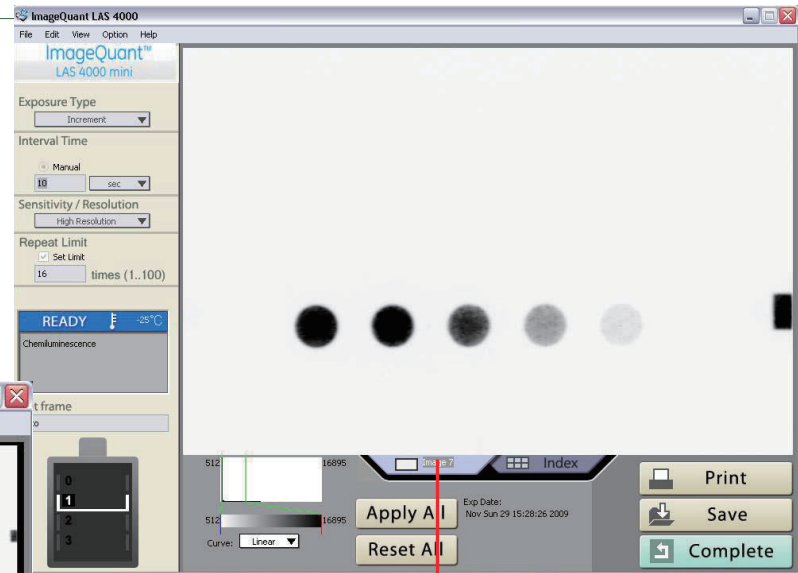 ImageQuant LAS 4000
File Edit View Option Help
ImageQuant™
LAS 4000 mini
Exposure Type
Increment
Interval Time
Manual
10 sec
Sensitivity / Resolution
High Resolution
Repeat Limit
Set Limit
16 times (1..100)
READY -25°C
Chemiluminescence
t frame
0
1
2
3
512 16895
512 16895
Curve: Linear
Image 7
Index
Apply All
Reset All
Exp Date:
Nov Sun 29 15:28:26 2009
Print
Save
Complete